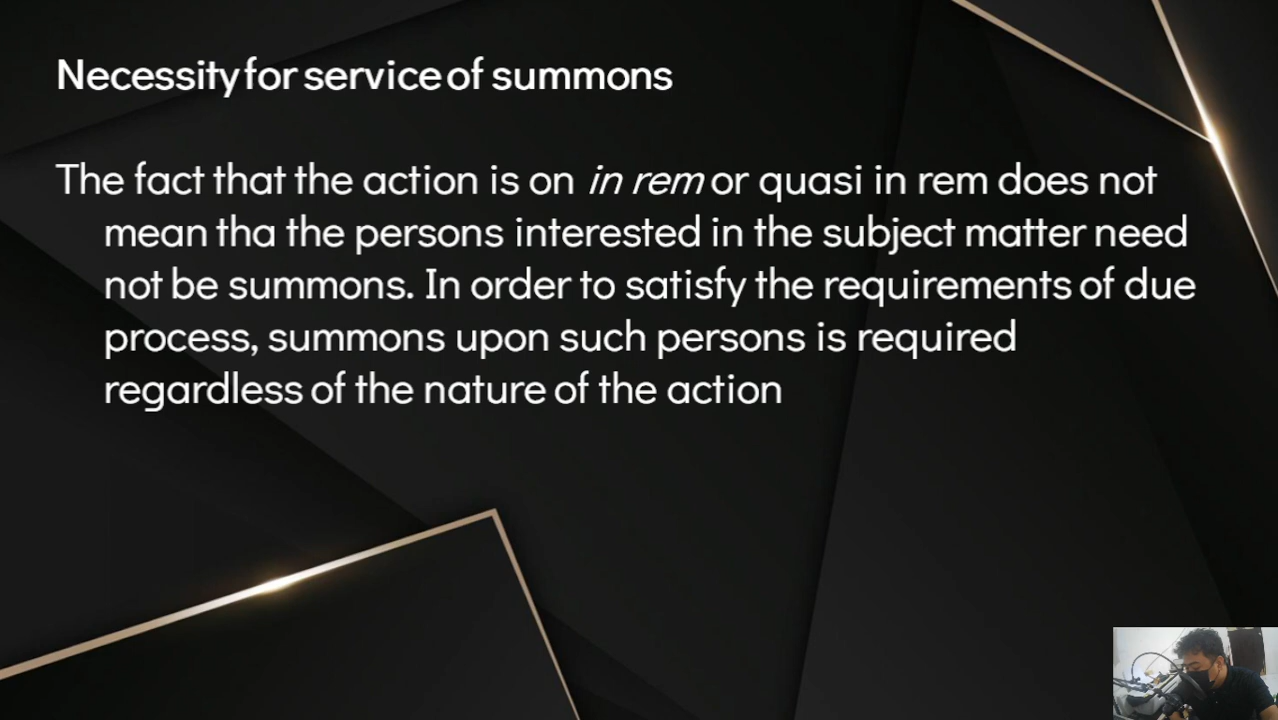 Necessity for service of summons
The fact that the action is on in rem or quasi in rem does not
mean tha the persons interested in the subject matter need
not be summons. In order to satisfy the requirements of due
process, summons upon such persons is required
regardless of the nature of the action